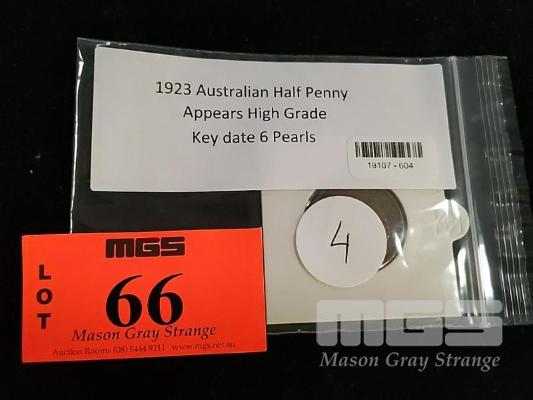 1923 Australian Half Penny
Appears High Grade
Key date 6 Pearls
19107 - 604
4
MGS
LOT
66
Mason Gray Strange
Auction Rooms (08) 8444 9711 www.mgs.net.au
MGS
Mason Gray Strange